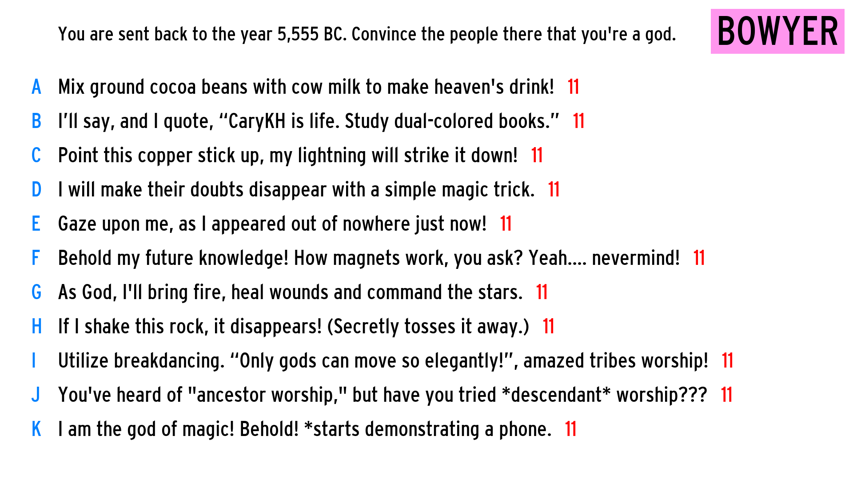 You are sent back to the year 5,555 BC. Convince the people there that you're a god.
BOWYER
A Mix ground cocoa beans with cow milk to make heaven's drink! 11
B I’ll say, and I quote, “CaryKH is life. Study dual-colored books.” 11
C Point this copper stick up, my lightning will strike it down! 11
D I will make their doubts disappear with a simple magic trick. 11
E Gaze upon me, as I appeared out of nowhere just now! 11
F Behold my future knowledge! How magnets work, you ask? Yeah.... nevermind! 11
G As God, I'll bring fire, heal wounds and command the stars. 11
H If I shake this rock, it disappears! (Secretly tosses it away.) 11
I Utilize breakdancing. “Only gods can move so elegantly!”, amazed tribes worship! 11
J You've heard of "ancestor worship," but have you tried *descendant* worship??? 11
K I am the god of magic! Behold! *starts demonstrating a phone. 11